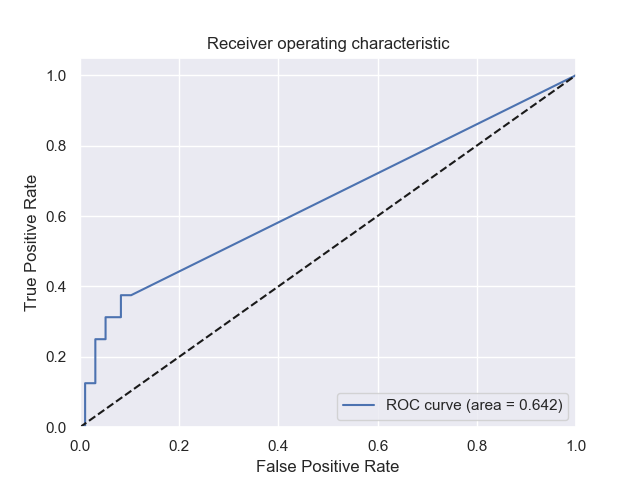 Receiver operating characteristic
True Positive Rate
1.0
0.8
0.6
0.4
0.2
0.0
ROC curve (area = 0.642)
0.0 0.2 0.4 0.6 0.8 1.0
False Positive Rate